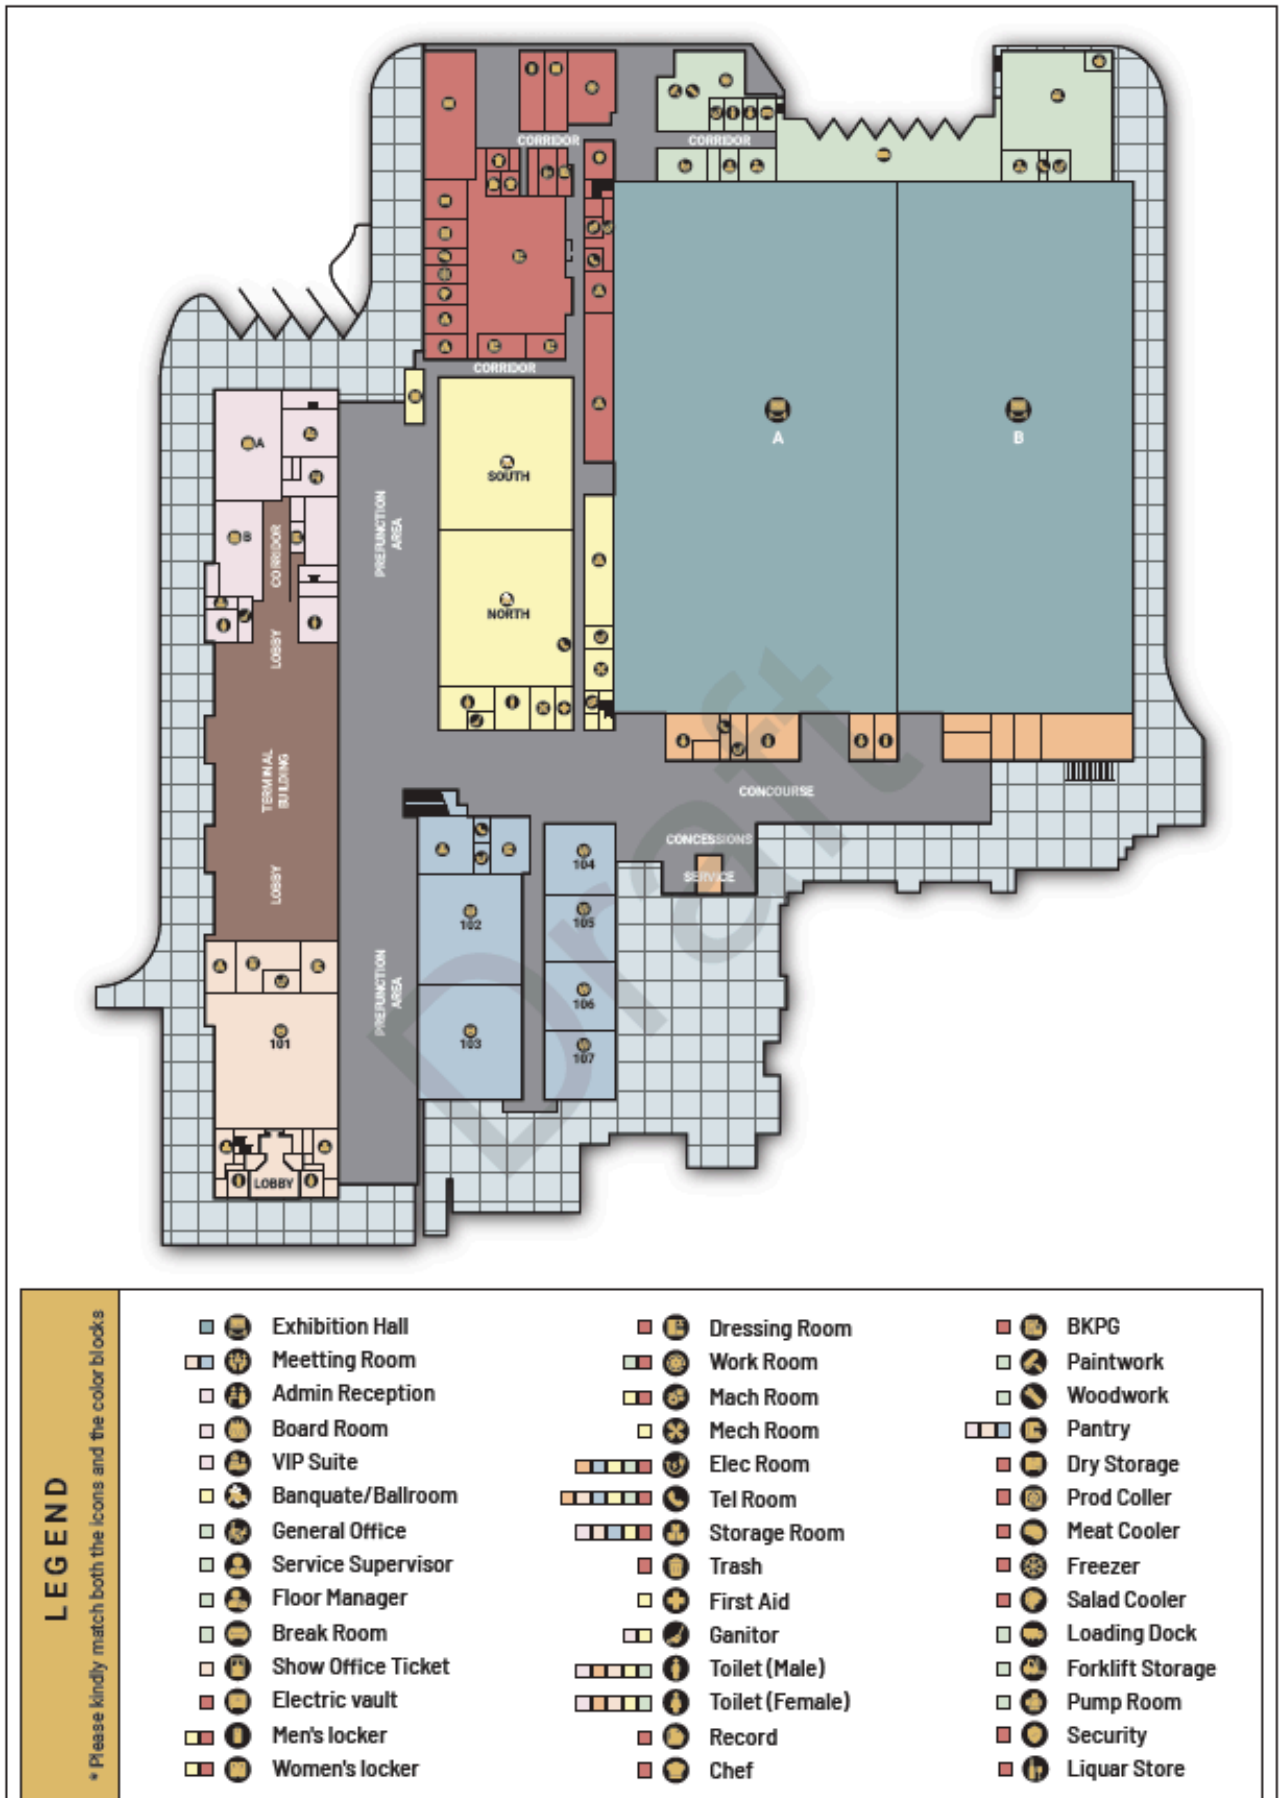 CORRIDOR
CORRIDOR
CORRIDOR
A
B
A
B
SOUTH
NORTH
CORRIDOR
PREFUNCTION
AREA
LOBBY
TERMINAL
BUILDING
LOBBY
CONCOURSE
CONCESSIONS
SERVICE
104
105
106
107
102
103
PREFUNCTION
AREA
101
LOBBY
Draft
LEGEND
* Please kindly match both the icons and the color blocks
Exhibition Hall
Meetting Room
Admin Reception
Board Room
VIP Suite
Banquate/Ballroom
General Office
Service Supervisor
Floor Manager
Break Room
Show Office Ticket
Electric vault
Men's locker
Women's locker
Dressing Room
Work Room
Mach Room
Mech Room
Elec Room
Tel Room
Storage Room
Trash
First Aid
Ganitor
Toilet (Male)
Toilet (Female)
Record
Chef
BKPG
Paintwork
Woodwork
Pantry
Dry Storage
Prod Coller
Meat Cooler
Freezer
Salad Cooler
Loading Dock
Forklift Storage
Pump Room
Security
Liquar Store